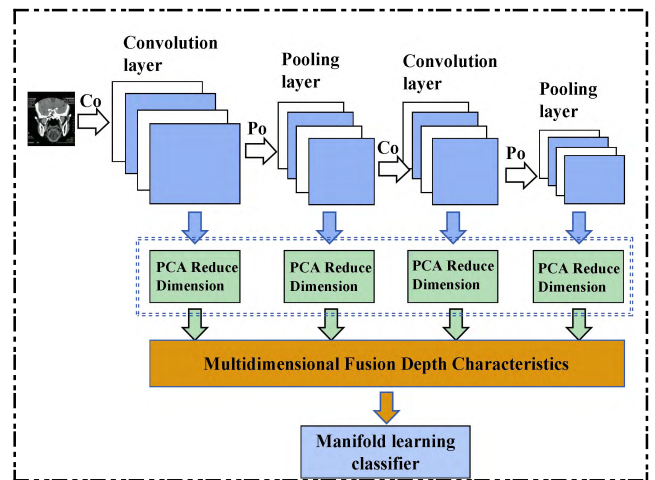 Convolution
layer
Pooling
layer
Convolution
layer
Pooling
layer
Co
Po
Co
Po
PCA Reduce
Dimension
PCA Reduce
Dimension
PCA Reduce
Dimension
PCA Reduce
Dimension
Multidimensional Fusion Depth Characteristics
Manifold learning
classifier